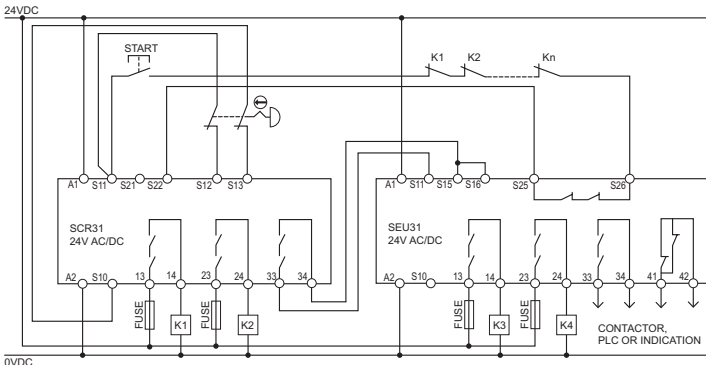 24VDC
START
K1 K2 Kn
A1 S11 S21 S22 S12 S13
A1 S11 S15 S16 S25 S26
SCR31
24V AC/DC
SEU31
24V AC/DC
A2 S10 13 14 23 24 33 34
A2 S10 13 14 23 24 33 34 41 42
FUSE K1 FUSE K2
FUSE K3 FUSE K4
CONTACTOR,
PLC OR INDICATION
0VDC